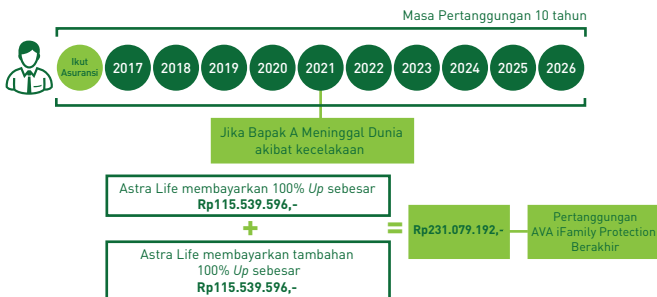 Masa Pertanggungan 10 tahun
Ikut
Asuransi
2017
2018
2019
2020
2021
2022
2023
2024
2025
2026
Jika Bapak A Meninggal Dunia
akibat kecelakaan
Astra Life membayarkan 100% Up sebesar
Rp115.539.596,-
+
Astra Life membayarkan tambahan
100% Up sebesar
Rp115.539.596,-
=
Rp231.079.192,-
Pertanggungan
AVA iFamily Protection
Berakhir